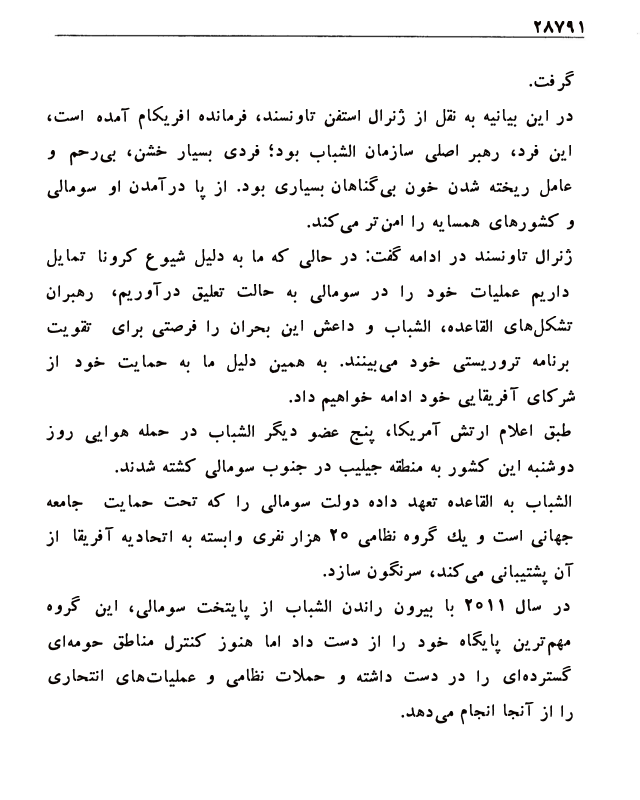 ۲۸۷۹۱
گرفت.
در این بیانیه به نقل از ژنرال استفن تاونسند، فرمانده افریکام آمده است،
این فرد، رهبر اصلی سازمان الشباب بود؛ فردی بسیار خشن، بی‌رحم و
عامل ریخته شدن خون بی‌گناهان بسیاری بود. از پا درآمدن او سومالی
و کشورهای همسایه را امن‌تر می‌کند.
ژنرال تاونسند در ادامه گفت: در حالی که ما به دلیل شیوع کرونا تمایل
داریم عملیات خود را در سومالی به حالت تعلیق درآوریم، رهبران
تشکل‌های القاعده، الشباب و داعش این بحران را فرصتی برای تقویت
برنامه تروریستی خود می‌بینند. به همین دلیل ما به حمایت خود از
شرکای آفریقایی خود ادامه خواهیم داد.
طبق اعلام ارتش آمریکا، پنج عضو دیگر الشباب در حمله هوایی روز
دوشنبه این کشور به منطقه جیلیب در جنوب سومالی کشته شدند.
الشباب به القاعده تعهد داده دولت سومالی را که تحت حمایت جامعه
جهانی است و یك گروه نظامی ۲۵ هزار نفری وابسته به اتحادیه آفریقا از
آن پشتیبانی می‌کند، سرنگون سازد.
در سال ۲۰۱۱ با بیرون راندن الشباب از پایتخت سومالی، این گروه
مهم‌ترین پایگاه خود را از دست داد اما هنوز کنترل مناطق حومه‌ای
گسترده‌ای را در دست داشته و حملات نظامی و عملیات‌های انتحاری
را از آنجا انجام می‌دهد.